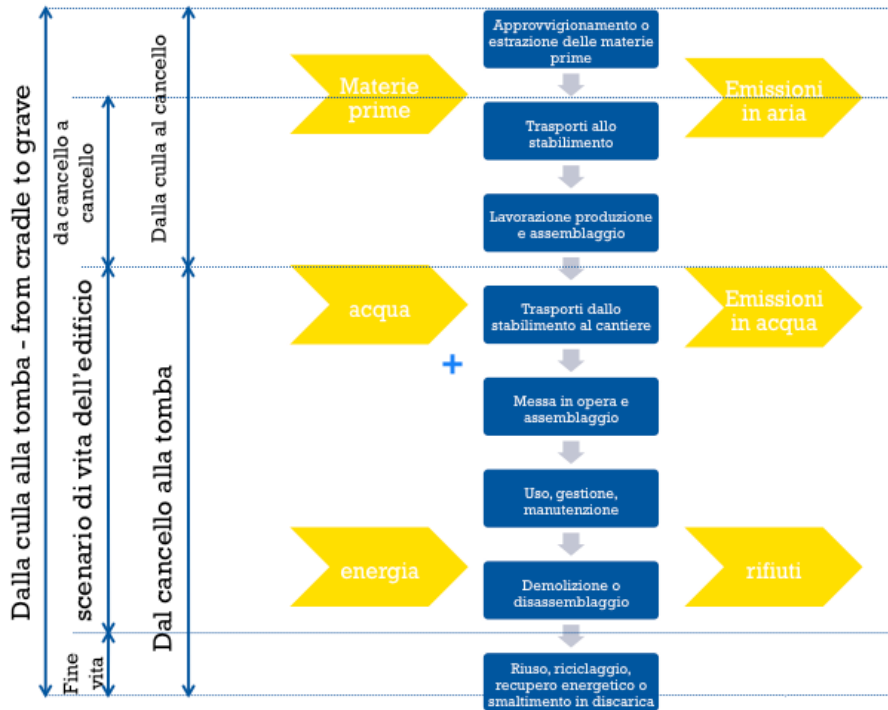 Dalla culla alla tomba - from cradle to grave
da cancello a
cancello
scenario di vita dell'edificio
Fine
vita
Dalla culla al cancello
Dal cancello alla tomba
Materie
prime
acqua
energia
Approvvigionamento o
estrazione delle materie
prime
Trasporti allo
stabilimento
Lavorazione produzione
e assemblaggio
Trasporti dallo
stabilimento al cantiere
Messa in opera e
assemblaggio
Uso, gestione,
manutenzione
Demolizione o
disassemblaggio
Riuso, riciclaggio,
recupero energetico o
smaltimento in discarica
Emissioni
in aria
Emissioni
in acqua
rifiuti